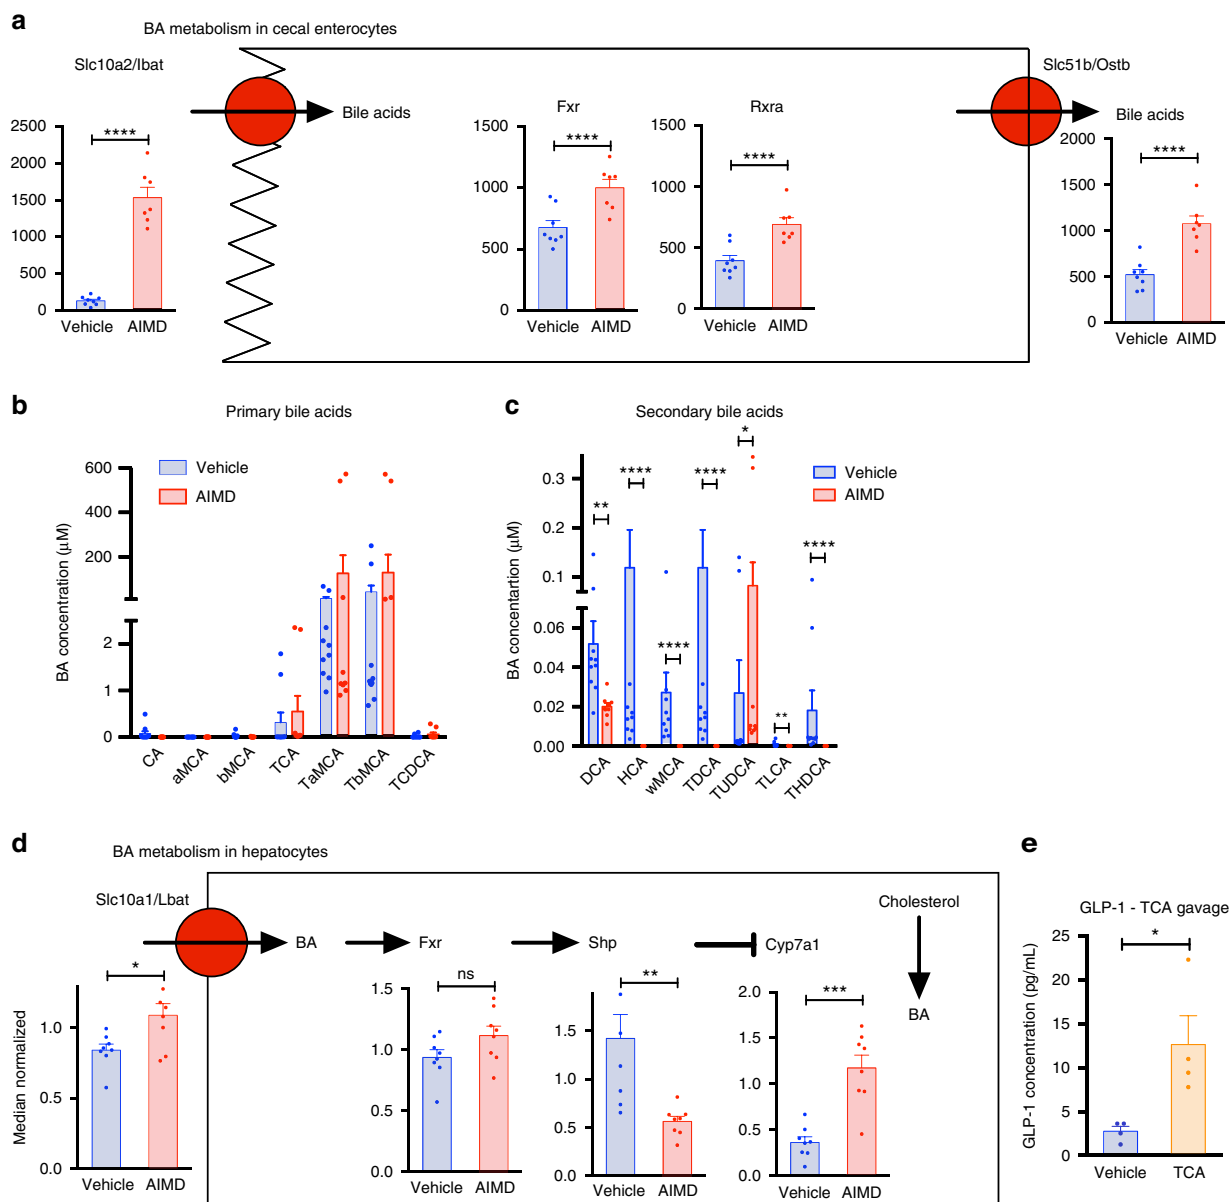 a
BA metabolism in cecal enterocytes
Slc10a2/Ibat
Slc51b/Ostb
Bile acids
Fxr
Rxra
Bile acids
2500
2000
1500
1000
500
0
****
Vehicle AIMD
1500
1000
500
0
****
Vehicle AIMD
1500
1000
500
0
****
Vehicle AIMD
2000
1500
1000
500
0
****
Vehicle AIMD
b
Primary bile acids
BA concentration (μM)
600
400
200
2
1
0
Vehicle
AIMD
CA aMCA bMCA TCA TaMCA TbMCA TCDCA
c
Secondary bile acids
BA concentartion (μM)
0.3
0.2
0.1
0.06
0.04
0.02
0.00
** **** **** **** * ** ****
Vehicle
AIMD
DCA HCA wMCA TDCA TUDCA TLCA THDCA
d
BA metabolism in hepatocytes
Slc10a1/Lbat
BA
Fxr
Shp
Cyp7a1
Cholesterol
BA
Median normalized
1.0
0.5
0.0
*
Vehicle AIMD
1.5
1.0
0.5
0.0
ns
Vehicle AIMD
1.5
1.0
0.5
0.0
**
Vehicle AIMD
2.0
1.5
1.0
0.5
0.0
***
Vehicle AIMD
e
GLP-1 - TCA gavage
GLP-1 concentration (pg/mL)
25
20
15
10
5
0
*
Vehicle TCA